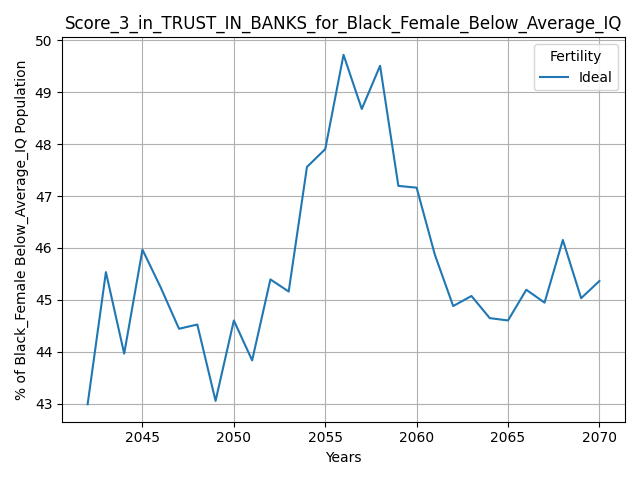 Score_3_in_TRUST_IN_BANKS_for_Black_Female_Below_Average_IQ
Fertility
Ideal
% of Black_Female Below_Average_IQ Population
50
49
48
47
46
45
44
43
2045
2050
2055
2060
2065
2070
Years